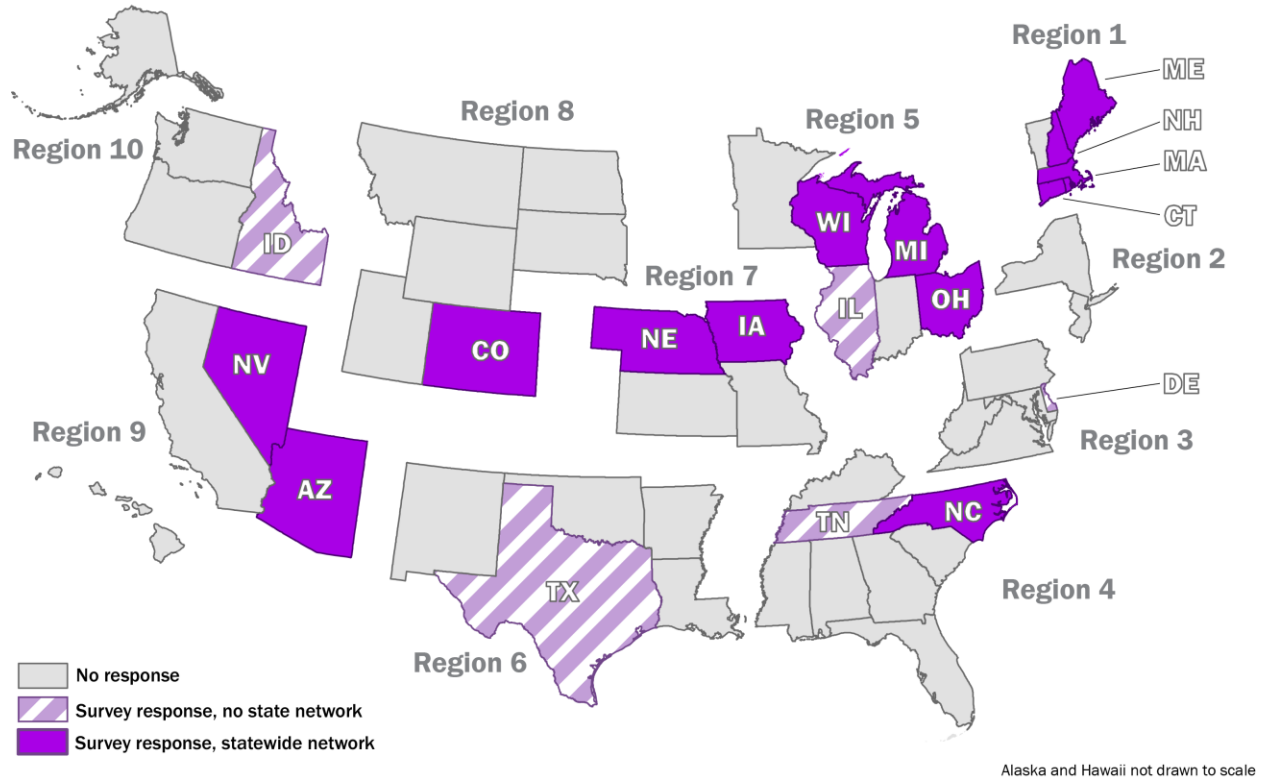 Region 1
ME
Region 8
Region 5
NH
Region 10
MA
WI
CT
ID
MI
Region 2
Region 7
OH
IL
IA
NE
CO
NV
DE
Region 9
Region 3
AZ
NC
TN
TX
Region 4
Region 6
No response
Survey response, no state network
Survey response, statewide network
Alaska and Hawaii not drawn to scale